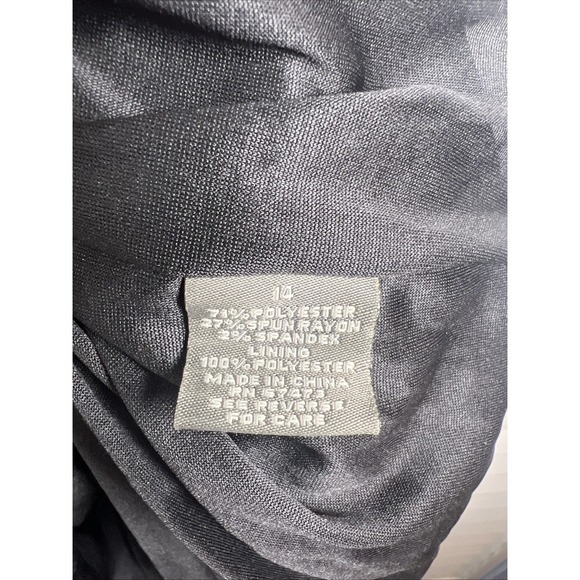 14
71% POLYESTER
27% SPUN RAYON
2% SPANDEX
LINING
100% POLYESTER
MADE IN CHINA
RN 57473
SEE REVERSE
FOR CARE